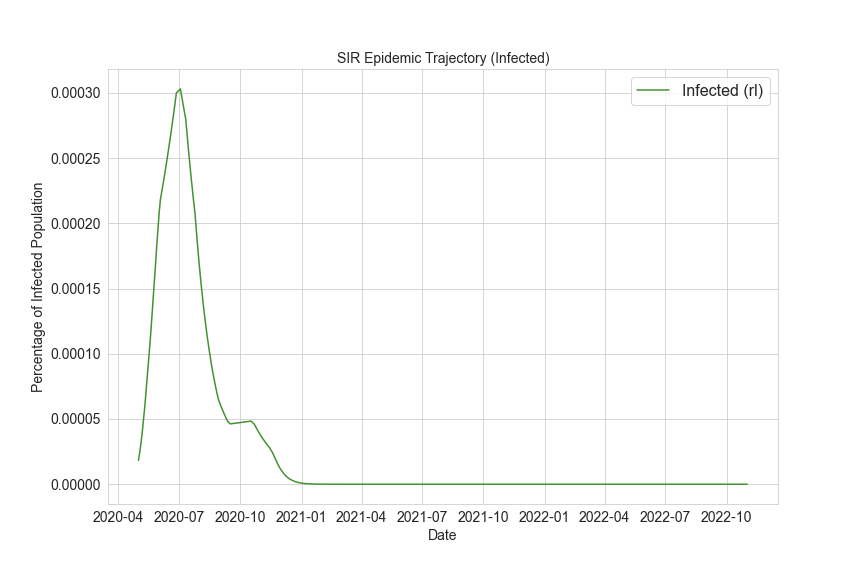 SIR Epidemic Trajectory (Infected)
Infected (rl)
Percentage of Infected Population
0.00030
0.00025
0.00020
0.00015
0.00010
0.00005
0.00000
2020-04 2020-07 2020-10 2021-01 2021-04 2021-07 2021-10 2022-01 2022-04 2022-07 2022-10
Date